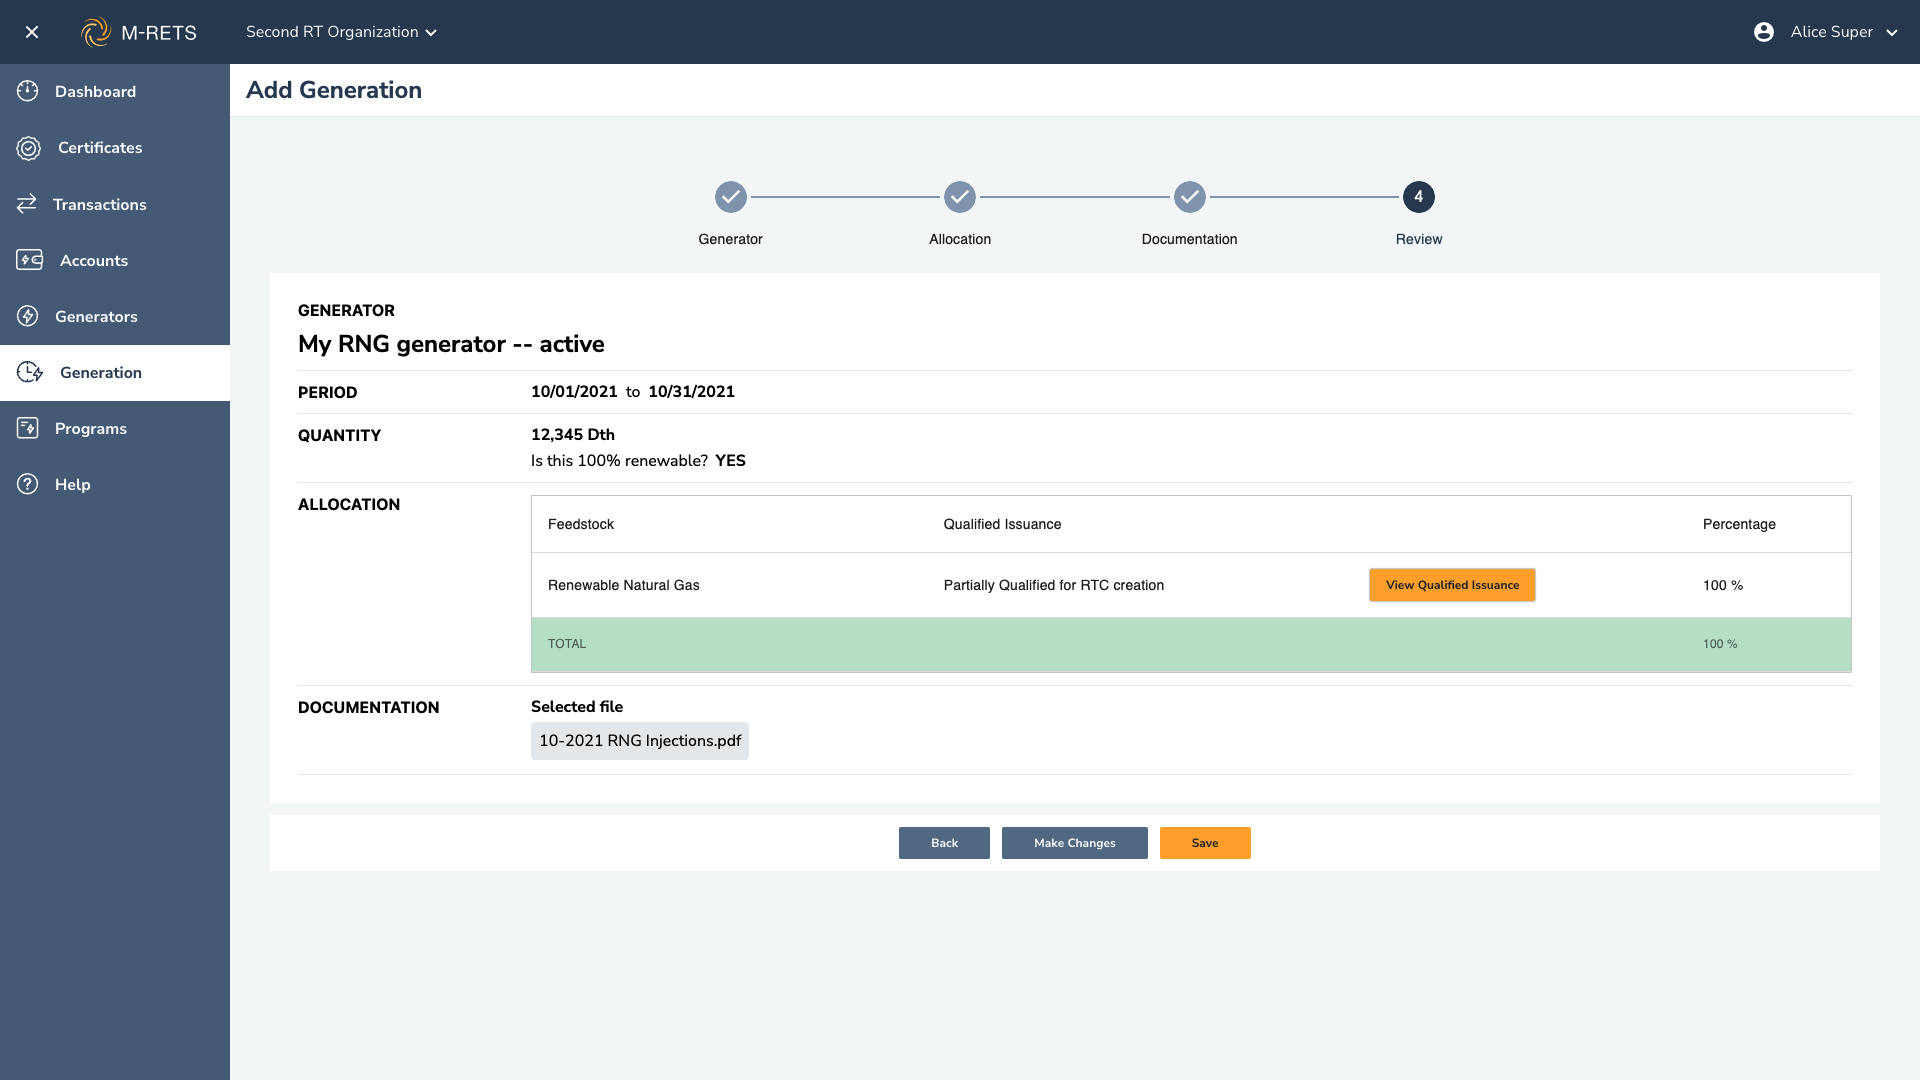 M-RETS
Second RT Organization
Alice Super
Dashboard
Certificates
Transactions
Accounts
Generators
Generation
Programs
Help
Add Generation
4
Generator
Allocation
Documentation
Review
GENERATOR
My RNG generator -- active
PERIOD
10/01/2021 to 10/31/2021
QUANTITY
12,345 Dth
Is this 100% renewable? YES
ALLOCATION
Feedstock Qualified Issuance Percentage
Renewable Natural Gas Partially Qualified for RTC creation View Qualified Issuance 100 %
TOTAL 100 %
DOCUMENTATION
Selected file
10-2021 RNG Injections.pdf
Back Make Changes Save